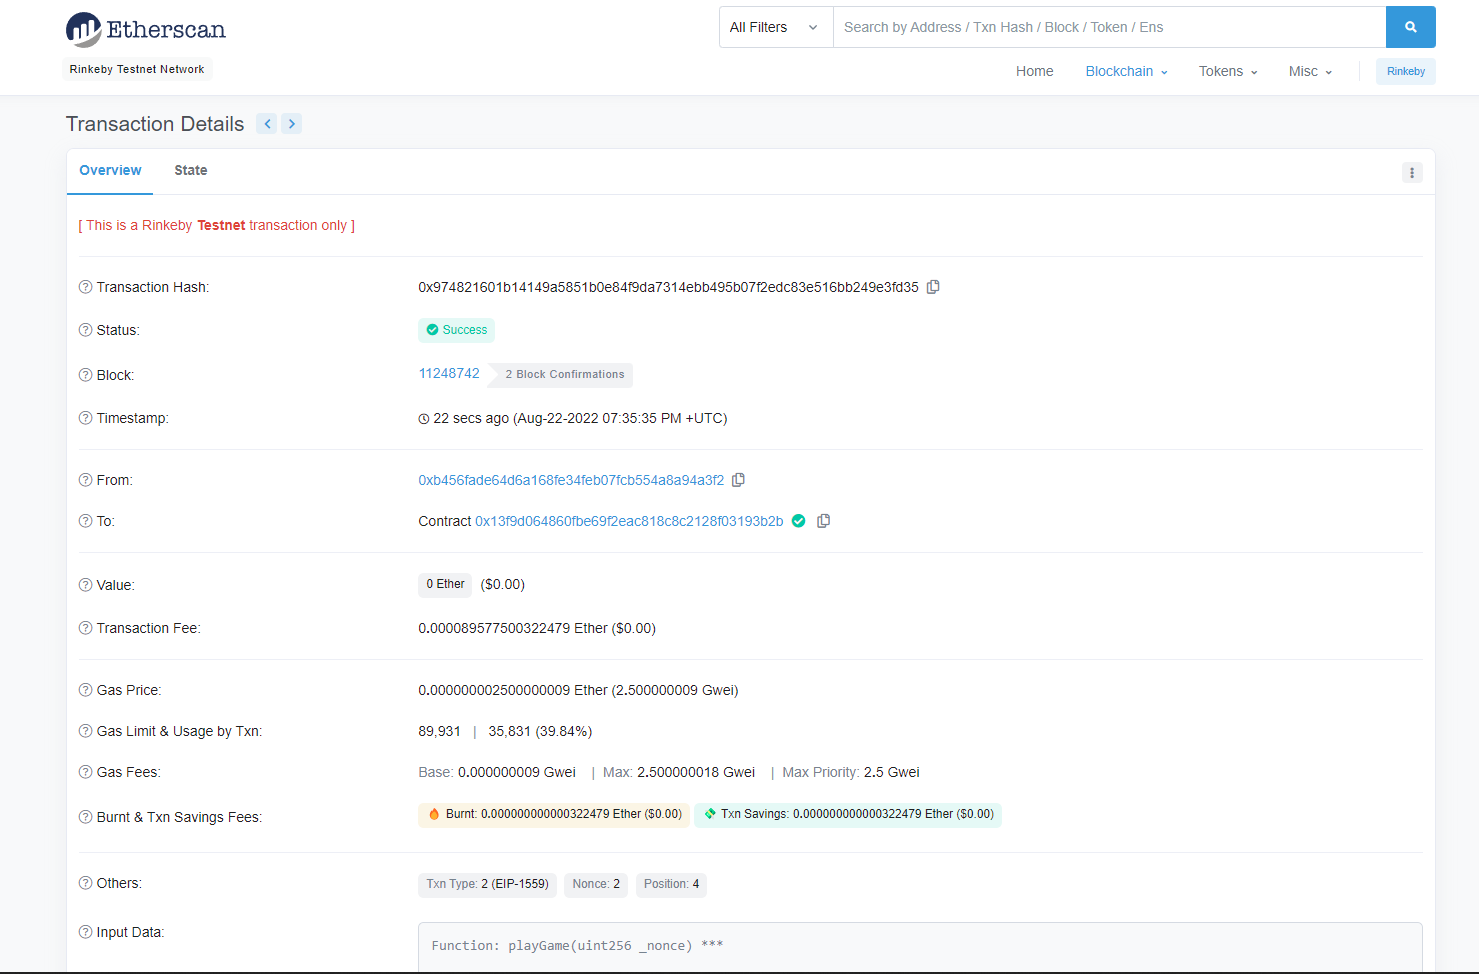 Etherscan
All Filters
Search by Address / Txn Hash / Block / Token / Ens
Rinkeby Testnet Network
Home Blockchain Tokens Misc Rinkeby
Transaction Details
Overview State
[ This is a Rinkeby Testnet transaction only ]
Transaction Hash: 0x974821601b14149a5851b0e84f9da7314ebb495b07f2edc83e516bb249e3fd35
Status: Success
Block: 11248742 2 Block Confirmations
Timestamp: 22 secs ago (Aug-22-2022 07:35:35 PM +UTC)
From: 0xb456fade64d6a168fe34feb07fcb554a8a94a3f2
To: Contract 0x13f9d064860fbe69f2eac818c8c2128f03193b2b
Value: 0 Ether ($0.00)
Transaction Fee: 0.000089577500322479 Ether ($0.00)
Gas Price: 0.000000002500000009 Ether (2.500000009 Gwei)
Gas Limit & Usage by Txn: 89,931 | 35,831 (39.84%)
Gas Fees: Base: 0.000000009 Gwei | Max: 2.500000018 Gwei | Max Priority: 2.5 Gwei
Burnt & Txn Savings Fees: Burnt: 0.000000000000322479 Ether ($0.00) Txn Savings: 0.000000000000322479 Ether ($0.00)
Others: Txn Type: 2 (EIP-1559) Nonce: 2 Position: 4
Input Data: Function: playGame(uint256 _nonce) ***